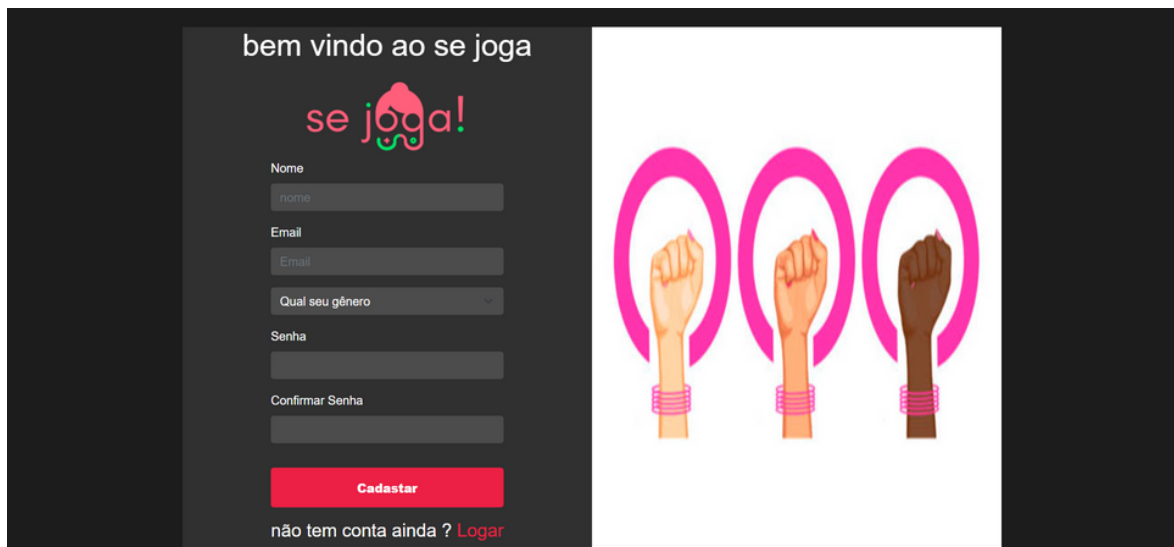 bem vindo ao se joga
se joga!
Nome
nome
Email
Email
Qual seu gênero
Senha
Confirmar Senha
Cadastar
não tem conta ainda ? Logar